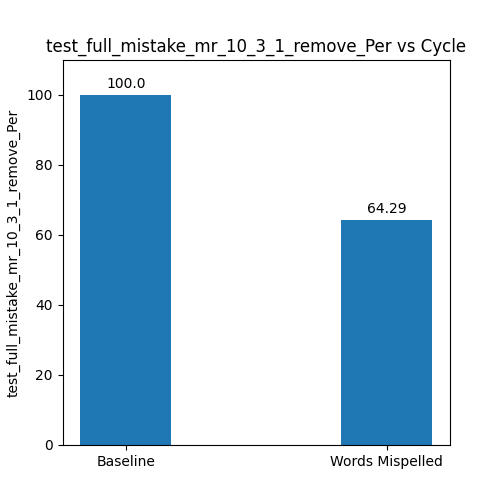 test_full_mistake_mr_10_3_1_remove_Per vs Cycle
test_full_mistake_mr_10_3_1_remove_Per
100
80
60
40
20
0
100.0
64.29
Baseline
Words Mispelled